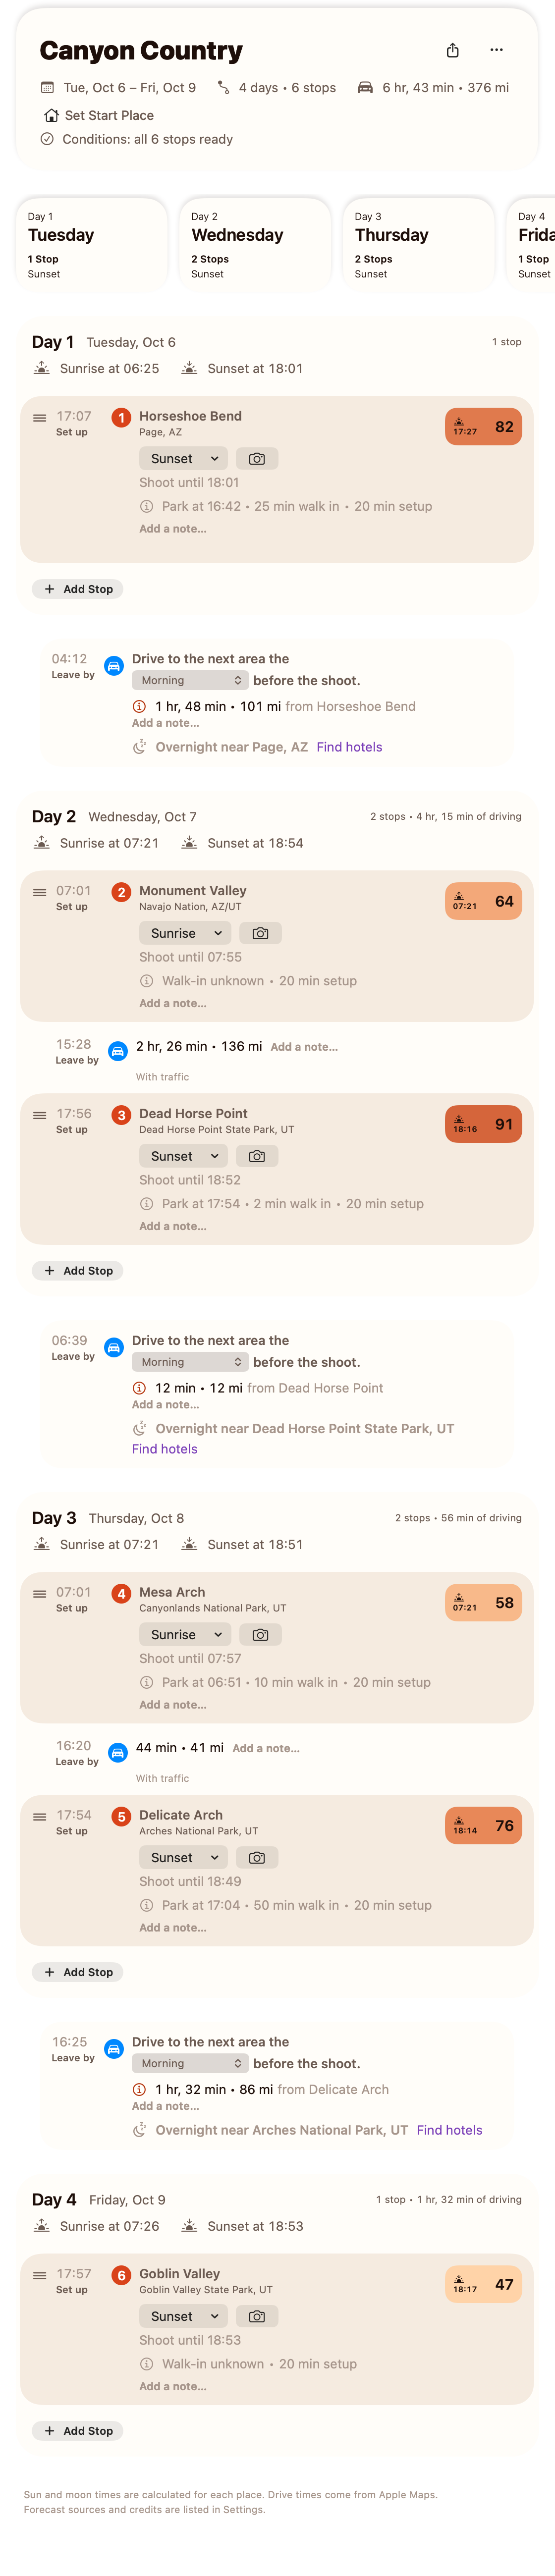 Canyon Country
Tue, Oct 6 – Fri, Oct 9 4 days • 6 stops 6 hr, 43 min • 376 mi
Set Start Place
Conditions: all 6 stops ready
Day 1
Tuesday
1 Stop
Sunset
Day 2
Wednesday
2 Stops
Sunset
Day 3
Thursday
2 Stops
Sunset
Day 4
Frida
1 Stop
Sunset
Day 1 Tuesday, Oct 6 1 stop
Sunrise at 06:25 Sunset at 18:01
17:07 1 Horseshoe Bend 17:27 82
Set up Page, AZ
Sunset
Shoot until 18:01
Park at 16:42 • 25 min walk in • 20 min setup
Add a note...
+ Add Stop
04:12 Drive to the next area the
Leave by Morning before the shoot.
1 hr, 48 min • 101 mi from Horseshoe Bend
Add a note...
Overnight near Page, AZ Find hotels
Day 2 Wednesday, Oct 7 2 stops • 4 hr, 15 min of driving
Sunrise at 07:21 Sunset at 18:54
07:01 2 Monument Valley 07:21 64
Set up Navajo Nation, AZ/UT
Sunrise
Shoot until 07:55
Walk-in unknown • 20 min setup
Add a note...
15:28 2 hr, 26 min • 136 mi Add a note...
Leave by
With traffic
17:56 3 Dead Horse Point 18:16 91
Set up Dead Horse Point State Park, UT
Sunset
Shoot until 18:52
Park at 17:54 • 2 min walk in • 20 min setup
Add a note...
+ Add Stop
06:39 Drive to the next area the
Leave by Morning before the shoot.
12 min • 12 mi from Dead Horse Point
Add a note...
Overnight near Dead Horse Point State Park, UT
Find hotels
Day 3 Thursday, Oct 8 2 stops • 56 min of driving
Sunrise at 07:21 Sunset at 18:51
07:01 4 Mesa Arch 07:21 58
Set up Canyonlands National Park, UT
Sunrise
Shoot until 07:57
Park at 06:51 • 10 min walk in • 20 min setup
Add a note...
16:20 44 min • 41 mi Add a note...
Leave by
With traffic
17:54 5 Delicate Arch 18:14 76
Set up Arches National Park, UT
Sunset
Shoot until 18:49
Park at 17:04 • 50 min walk in • 20 min setup
Add a note...
+ Add Stop
16:25 Drive to the next area the
Leave by Morning before the shoot.
1 hr, 32 min • 86 mi from Delicate Arch
Add a note...
Overnight near Arches National Park, UT Find hotels
Day 4 Friday, Oct 9 1 stop • 1 hr, 32 min of driving
Sunrise at 07:26 Sunset at 18:53
17:57 6 Goblin Valley 18:17 47
Set up Goblin Valley State Park, UT
Sunset
Shoot until 18:53
Walk-in unknown • 20 min setup
Add a note...
+ Add Stop
Sun and moon times are calculated for each place. Drive times come from Apple Maps.
Forecast sources and credits are listed in Settings.